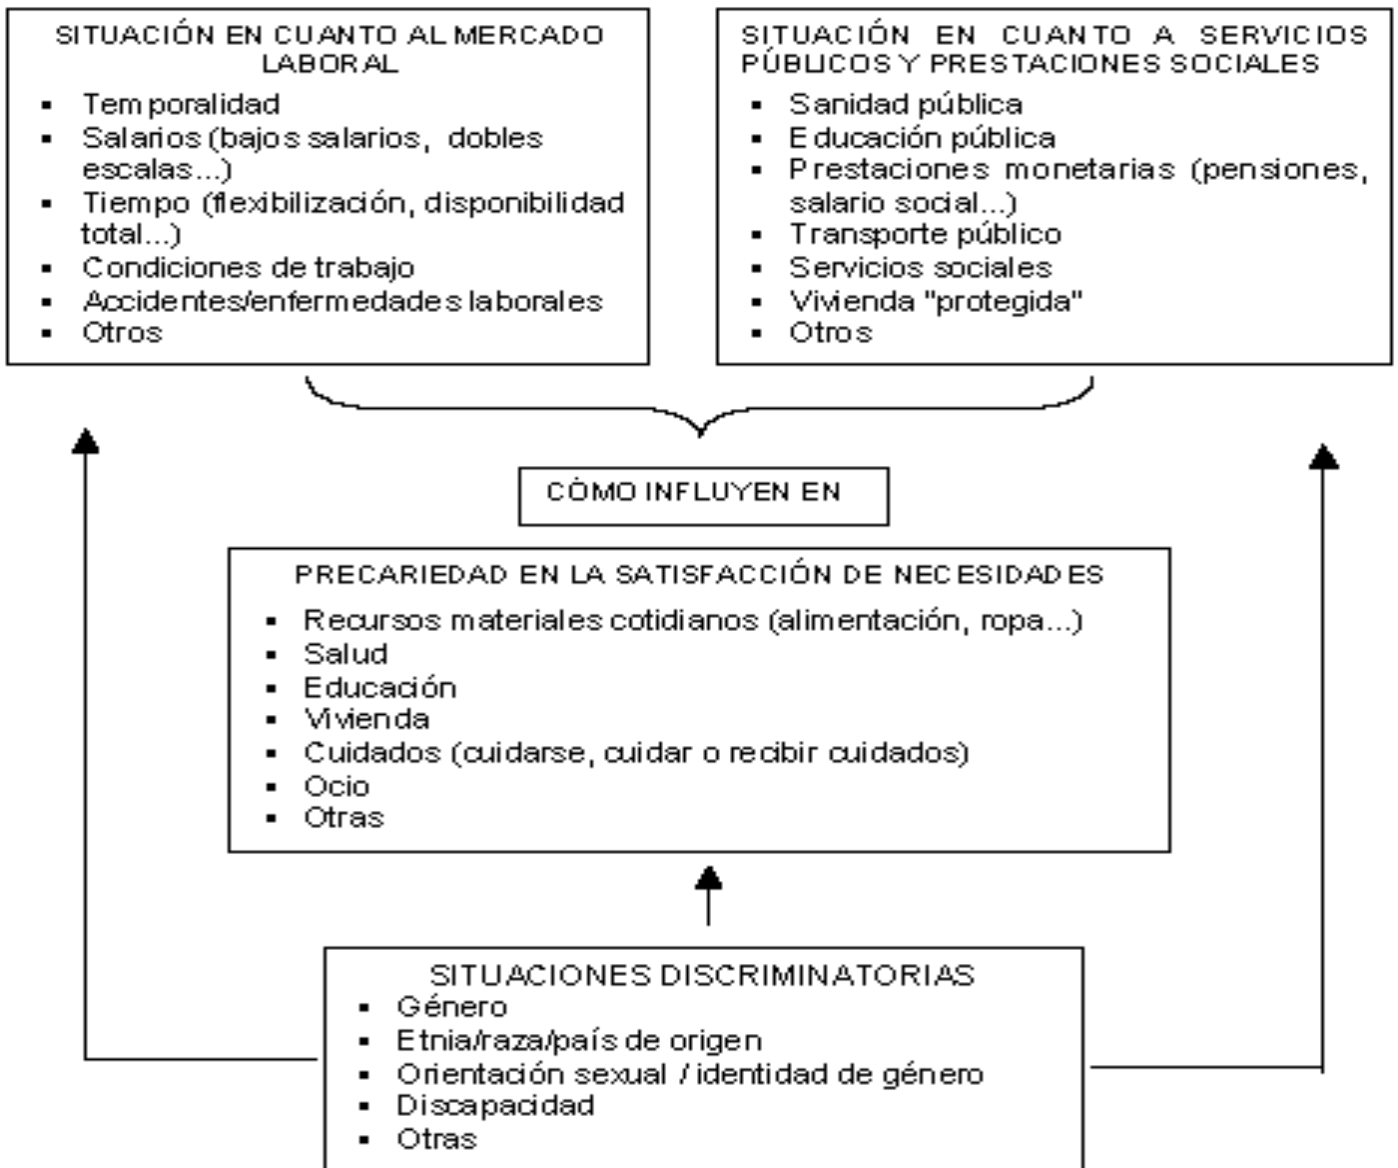 SITUACIÓN EN CUANTO AL MERCADO
LABORAL
▪ Temporalidad
▪ Salarios (bajos salarios, dobles
escalas...)
▪ Tiempo (flexibilización, disponibilidad
total...)
▪ Condiciones de trabajo
▪ Accidentes/enfermedades laborales
▪ Otros
SITUACIÓN EN CUANTO A SERVICIOS
PÚBLICOS Y PRESTACIONES SOCIALES
▪ Sanidad pública
▪ Educación pública
▪ Prestaciones monetarias (pensiones,
salario social...)
▪ Transporte público
▪ Servicios sociales
▪ Vivienda "protegida"
▪ Otros
CÓMO INFLUYEN EN
PRECARIEDAD EN LA SATISFACCIÓN DE NECESIDADES
▪ Recursos materiales cotidianos (alimentación, ropa...)
▪ Salud
▪ Educación
▪ Vivienda
▪ Cuidados (cuidarse, cuidar o recibir cuidados)
▪ Ocio
▪ Otras
SITUACIONES DISCRIMINATORIAS
▪ Género
▪ Etnia/raza/país de origen
▪ Orientación sexual / identidad de género
▪ Discapacidad
▪ Otras